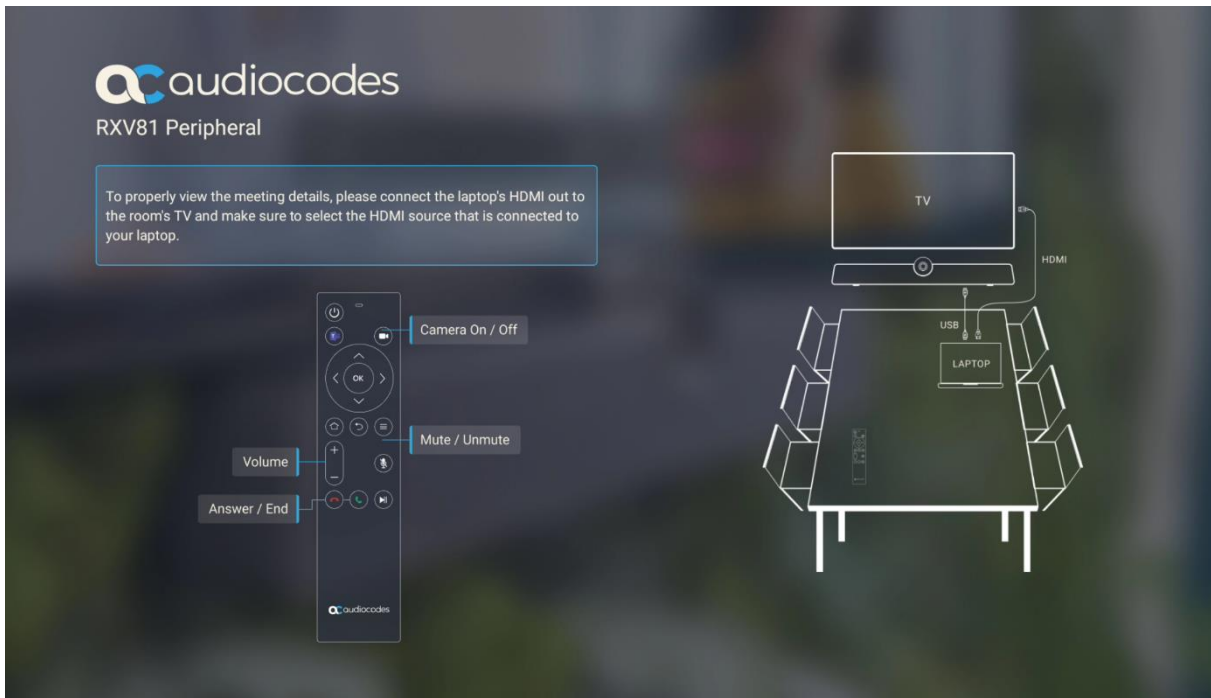 audiocodes
RXV81 Peripheral
To properly view the meeting details, please connect the laptop's HDMI out to
the room's TV and make sure to select the HDMI source that is connected to
your laptop.
Camera On / Off
OK
Mute / Unmute
Volume
Answer / End
audiocodes
TV
HDMI
USB
LAPTOP